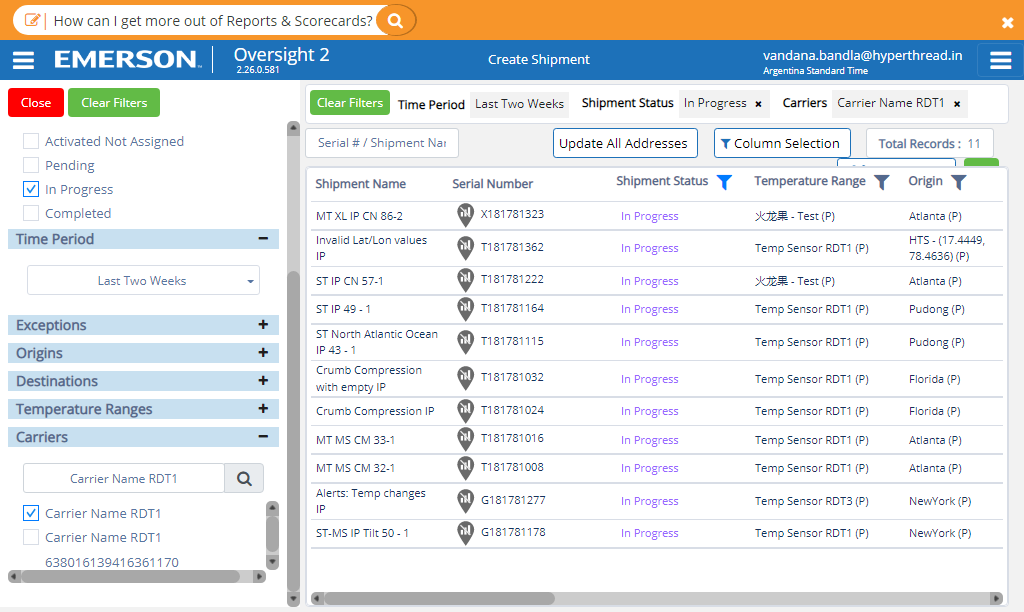 How can I get more out of Reports & Scorecards?
EMERSON
Oversight 2
2.26.0.581
Create Shipment
vandana.bandla@hyperthread.in
Argentina Standard Time
Close
Clear Filters
Activated Not Assigned
Pending
In Progress
Completed
Time Period
Last Two Weeks
Exceptions
Origins
Destinations
Temperature Ranges
Carriers
Carrier Name RDT1
Carrier Name RDT1
Carrier Name RDT1
638016139416361170
Clear Filters Time Period Last Two Weeks Shipment Status In Progress × Carriers Carrier Name RDT1 ×
Serial # / Shipment Nar Update All Addresses Column Selection Total Records : 11
Shipment Name Serial Number Shipment Status Temperature Range Origin
MT XL IP CN 86-2 X181781323 In Progress 火龙果 - Test (P) Atlanta (P)
Invalid Lat/Lon values IP T181781362 In Progress Temp Sensor RDT1 (P) HTS - (17.4449, 78.4636) (P)
ST IP CN 57-1 T181781222 In Progress 火龙果 - Test (P) Atlanta (P)
ST IP 49 - 1 T181781164 In Progress Temp Sensor RDT1 (P) Pudong (P)
ST North Atlantic Ocean IP 43 - 1 T181781115 In Progress Temp Sensor RDT1 (P) Pudong (P)
Crumb Compression with empty IP T181781032 In Progress Temp Sensor RDT1 (P) Florida (P)
Crumb Compression IP T181781024 In Progress Temp Sensor RDT1 (P) Florida (P)
MT MS CM 33-1 T181781016 In Progress Temp Sensor RDT1 (P) Atlanta (P)
MT MS CM 32-1 T181781008 In Progress Temp Sensor RDT1 (P) Atlanta (P)
Alerts: Temp changes IP G181781277 In Progress Temp Sensor RDT3 (P) NewYork (P)
ST-MS IP Tilt 50 - 1 G181781178 In Progress Temp Sensor RDT1 (P) NewYork (P)